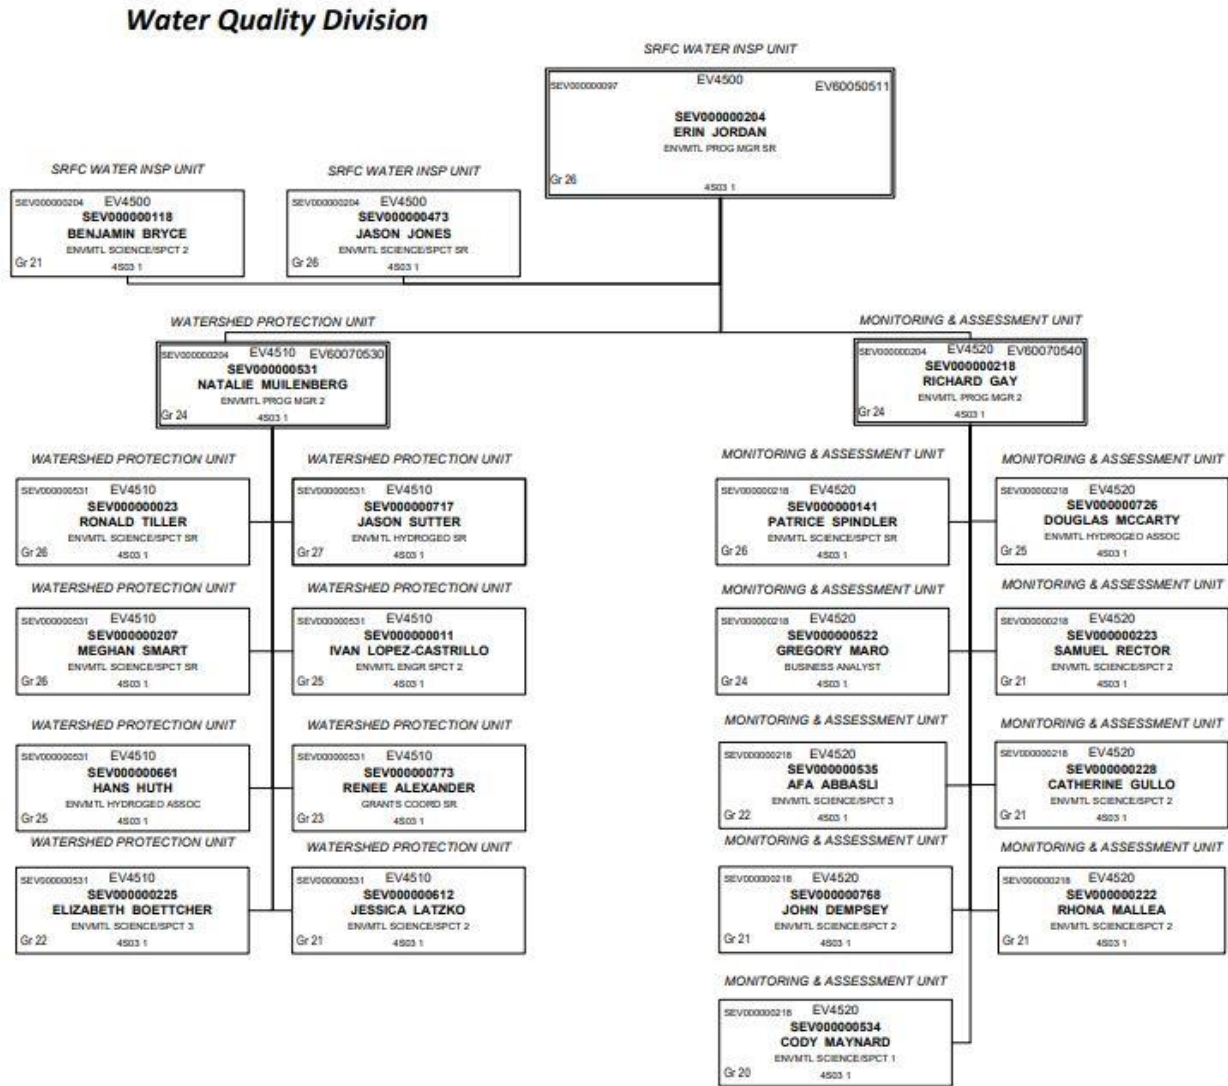 Water Quality Division
SRFC WATER INSP UNIT
SEV000000097 EV4500 EV60050511
SEV000000204
ERIN JORDAN
ENVMTL PROG MGR SR
Gr 26
4S03 1
SRFC WATER INSP UNIT
SEV000000204 EV4500
SEV000000118
BENJAMIN BRYCE
ENVMTL SCIENCE/SPCT 2
Gr 21
4S03 1
SRFC WATER INSP UNIT
SEV000000204 EV4500
SEV000000473
JASON JONES
ENVMTL SCIENCE/SPCT SR
Gr 26
4S03 1
WATERSHED PROTECTION UNIT
SEV000000204 EV4510 EV60070530
SEV000000531
NATALIE MUILENBERG
ENVMTL PROG MGR 2
Gr 24
4S03 1
MONITORING & ASSESSMENT UNIT
SEV000000204 EV4520 EV60070540
SEV000000218
RICHARD GAY
ENVMTL PROG MGR 2
Gr 24
4S03 1
WATERSHED PROTECTION UNIT
SEV000000531 EV4510
SEV000000023
RONALD TILLER
ENVMTL SCIENCE/SPCT SR
Gr 26
4S03 1
WATERSHED PROTECTION UNIT
SEV000000531 EV4510
SEV000000717
JASON SUTTER
ENVMTL HYDROGEO SR
Gr 27
4S03 1
WATERSHED PROTECTION UNIT
SEV000000531 EV4510
SEV000000207
MEGHAN SMART
ENVMTL SCIENCE/SPCT SR
Gr 26
4S03 1
WATERSHED PROTECTION UNIT
SEV000000531 EV4510
SEV000000011
IVAN LOPEZ-CASTRILLO
ENVMTL ENGR SPCT 2
Gr 25
4S03 1
WATERSHED PROTECTION UNIT
SEV000000531 EV4510
SEV000000661
HANS HUTH
ENVMTL HYDROGEO ASSOC
Gr 25
4S03 1
WATERSHED PROTECTION UNIT
SEV000000531 EV4510
SEV000000773
RENEE ALEXANDER
GRANTS COORD SR
Gr 23
4S03 1
WATERSHED PROTECTION UNIT
SEV000000531 EV4510
SEV000000225
ELIZABETH BOETTCHER
ENVMTL SCIENCE/SPCT 3
Gr 22
4S03 1
WATERSHED PROTECTION UNIT
SEV000000531 EV4510
SEV000000612
JESSICA LATZKO
ENVMTL SCIENCE/SPCT 2
Gr 21
4S03 1
MONITORING & ASSESSMENT UNIT
SEV000000218 EV4520
SEV000000141
PATRICE SPINDLER
ENVMTL SCIENCE/SPCT SR
Gr 26
4S03 1
MONITORING & ASSESSMENT UNIT
SEV000000218 EV4520
SEV000000726
DOUGLAS MCCARTY
ENVMTL HYDROGEO ASSOC
Gr 25
4S03 1
MONITORING & ASSESSMENT UNIT
SEV000000218 EV4520
SEV000000522
GREGORY MARO
BUSINESS ANALYST
Gr 24
4S03 1
MONITORING & ASSESSMENT UNIT
SEV000000218 EV4520
SEV000000223
SAMUEL RECTOR
ENVMTL SCIENCE/SPCT 2
Gr 21
4S03 1
MONITORING & ASSESSMENT UNIT
SEV000000218 EV4520
SEV000000535
AFA ABBASLI
ENVMTL SCIENCE/SPCT 3
Gr 22
4S03 1
MONITORING & ASSESSMENT UNIT
SEV000000218 EV4520
SEV000000228
CATHERINE GULLO
ENVMTL SCIENCE/SPCT 2
Gr 21
4S03 1
MONITORING & ASSESSMENT UNIT
SEV000000218 EV4520
SEV000000768
JOHN DEMPSEY
ENVMTL SCIENCE/SPCT 2
Gr 21
4S03 1
MONITORING & ASSESSMENT UNIT
SEV000000218 EV4520
SEV000000222
RHONA MALLEA
ENVMTL SCIENCE/SPCT 2
Gr 21
4S03 1
MONITORING & ASSESSMENT UNIT
SEV000000218 EV4520
SEV000000534
CODY MAYNARD
ENVMTL SCIENCE/SPCT 1
Gr 20
4S03 1